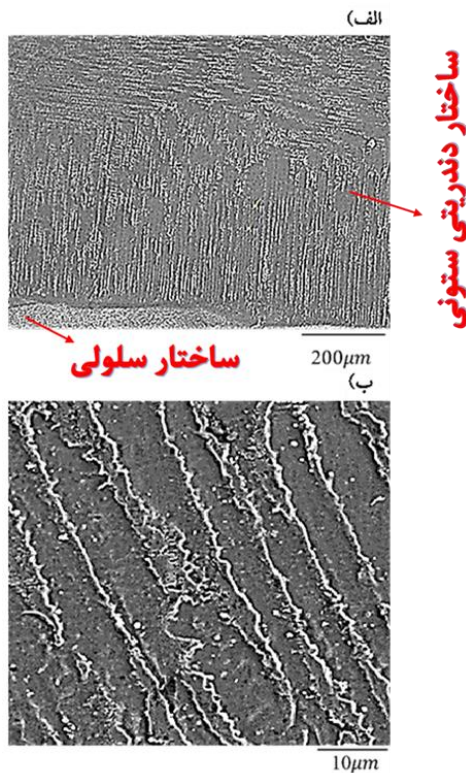 الف)
ساختار دندریتی ستونی
ساختار سلولی
200μm
ب)
10μm